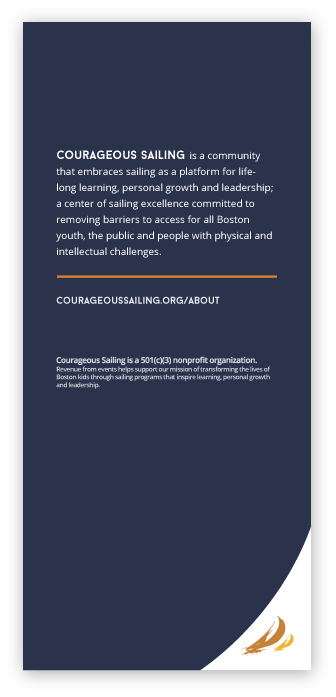 COURAGEOUS SAILING is a community
that embraces sailing as a platform for life-
long learning, personal growth and leadership;
a center of sailing excellence committed to
removing barriers to access for all Boston
youth, the public and people with physical and
intellectual challenges.
COURAGEOUSSAILING.ORG/ABOUT
Courageous Sailing is a 501(c)(3) nonprofit organization.
Revenue from events helps support our mission of transforming the lives of
Boston kids through sailing programs that inspire learning, personal growth
and leadership.